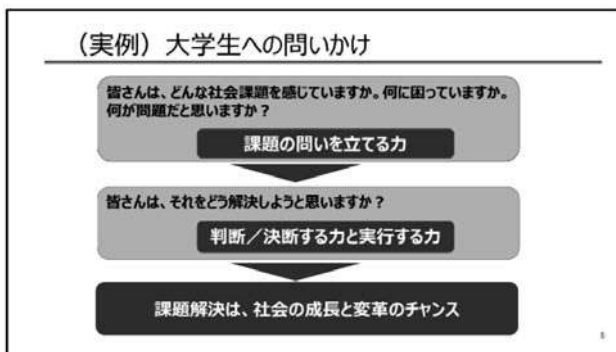 （実例）大学生への問いかけ
皆さんは、どんな社会課題を感じていますか。何に困っていますか。
何が問題だと思いますか？
課題の問いを立てる力
皆さんは、それをどう解決しようと思いますか？
判断／決断する力と実行する力
課題解決は、社会の成長と変革のチャンス